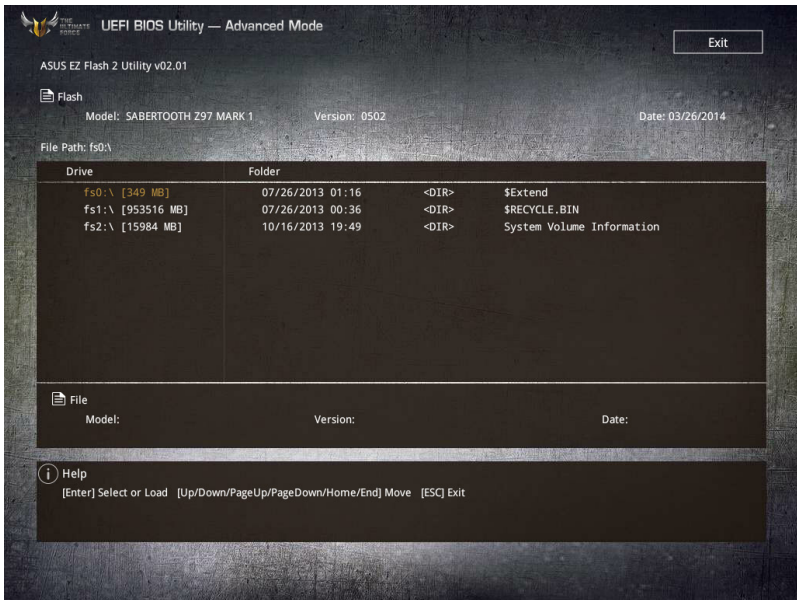 THE
ULTIMATE
FORCE
UEFI BIOS Utility — Advanced Mode
Exit
ASUS EZ Flash 2 Utility v02.01
Flash
Model: SABERTOOTH Z97 MARK 1 Version: 0502 Date: 03/26/2014
File Path: fs0:\
Drive Folder
fs0:\ [349 MB] 07/26/2013 01:16 <DIR> $Extend
fs1:\ [953516 MB] 07/26/2013 00:36 <DIR> $RECYCLE.BIN
fs2:\ [15984 MB] 10/16/2013 19:49 <DIR> System Volume Information
File
Model: Version: Date:
i Help
[Enter] Select or Load [Up/Down/PageUp/PageDown/Home/End] Move [ESC] Exit